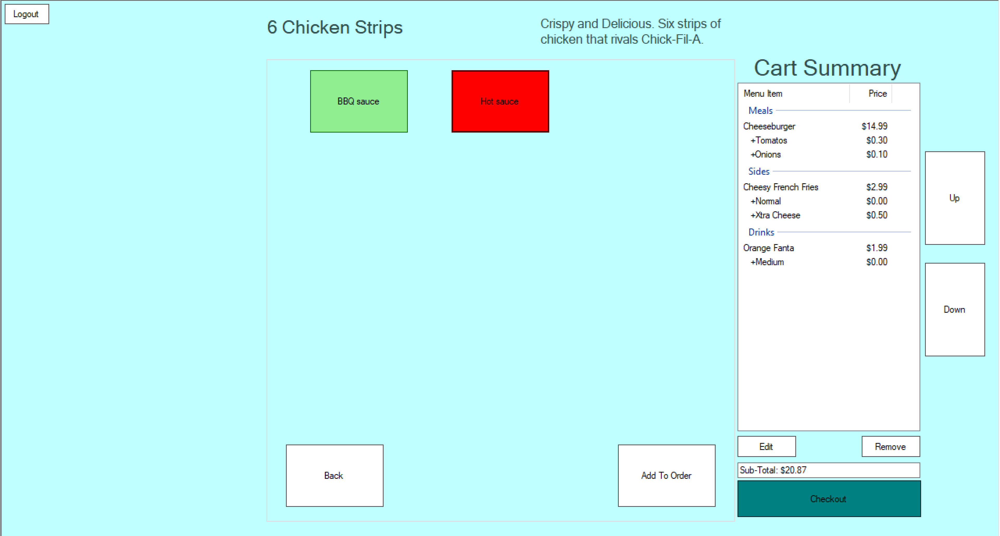 Logout
6 Chicken Strips
Crispy and Delicious. Six strips of
chicken that rivals Chick-Fil-A.
BBQ sauce
Hot sauce
Back
Add To Order
Cart Summary
Menu Item Price
Meals
Cheeseburger $14.99
+Tomatos $0.30
+Onions $0.10
Sides
Cheesy French Fries $2.99
+Normal $0.00
+Xtra Cheese $0.50
Drinks
Orange Fanta $1.99
+Medium $0.00
Up
Down
Edit
Remove
Sub-Total: $20.87
Checkout